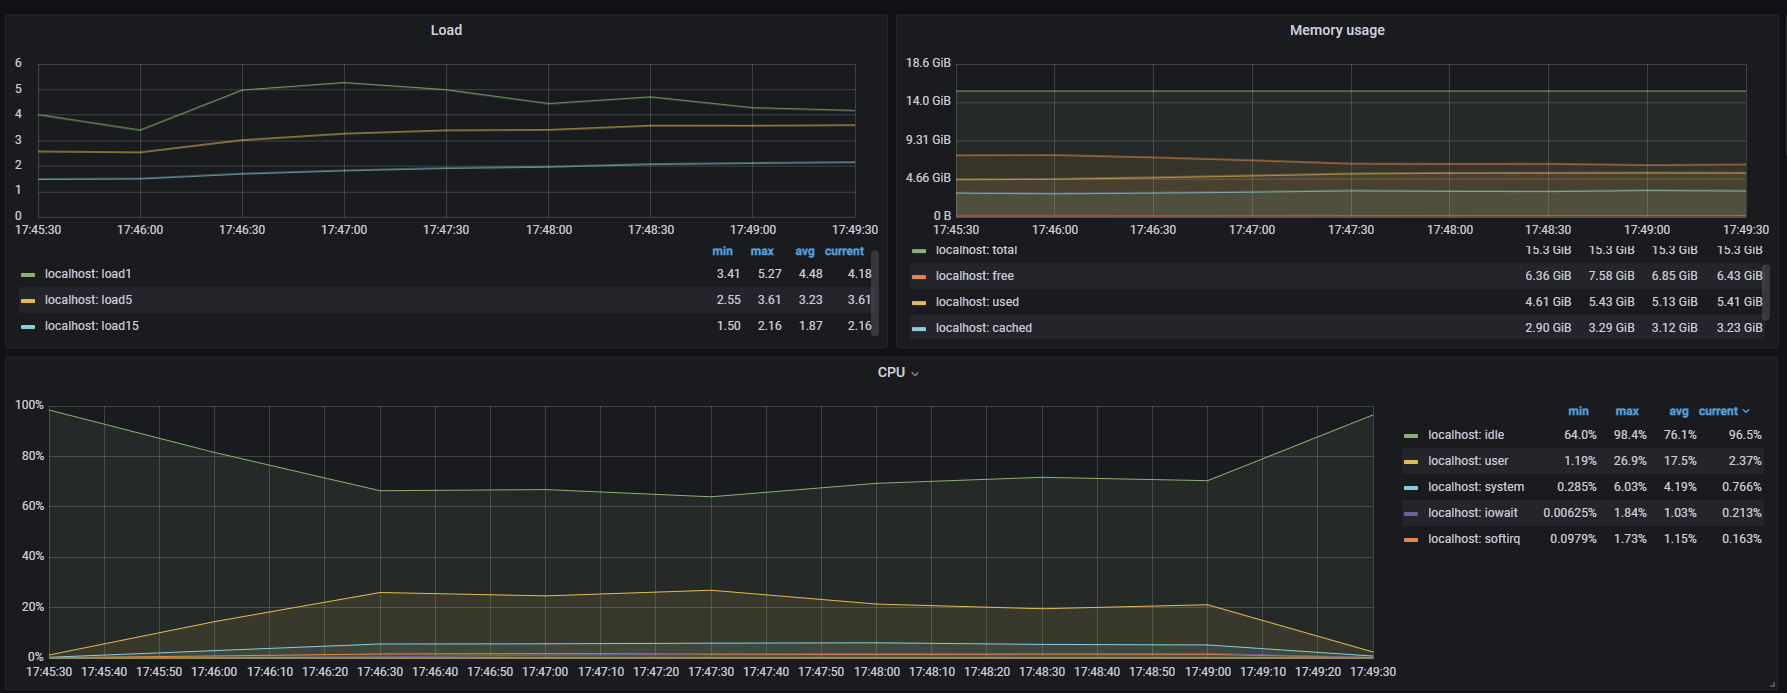 Load
6
5
4
3
2
1
0
17:45:30 17:46:00 17:46:30 17:47:00 17:47:30 17:48:00 17:48:30 17:49:00 17:49:30
min max avg current
localhost: load1 3.41 5.27 4.48 4.18
localhost: load5 2.55 3.61 3.23 3.61
localhost: load15 1.50 2.16 1.87 2.16
Memory usage
18.6 GiB
14.0 GiB
9.31 GiB
4.66 GiB
0 B
17:45:30 17:46:00 17:46:30 17:47:00 17:47:30 17:48:00 17:48:30 17:49:00 17:49:30
localhost: total 15.3 GiB 15.3 GiB 15.3 GiB 15.3 GiB
localhost: free 6.36 GiB 7.58 GiB 6.85 GiB 6.43 GiB
localhost: used 4.61 GiB 5.43 GiB 5.13 GiB 5.41 GiB
localhost: cached 2.90 GiB 3.29 GiB 3.12 GiB 3.23 GiB
CPU
100%
80%
60%
40%
20%
0%
17:45:30 17:45:40 17:45:50 17:46:00 17:46:10 17:46:20 17:46:30 17:46:40 17:46:50 17:47:00 17:47:10 17:47:20 17:47:30 17:47:40 17:47:50 17:48:00 17:48:10 17:48:20 17:48:30 17:48:40 17:48:50 17:49:00 17:49:10 17:49:20 17:49:30
min max avg current
localhost: idle 64.0% 98.4% 76.1% 96.5%
localhost: user 1.19% 26.9% 17.5% 2.37%
localhost: system 0.285% 6.03% 4.19% 0.766%
localhost: iowait 0.00625% 1.84% 1.03% 0.213%
localhost: softirq 0.0979% 1.73% 1.15% 0.163%